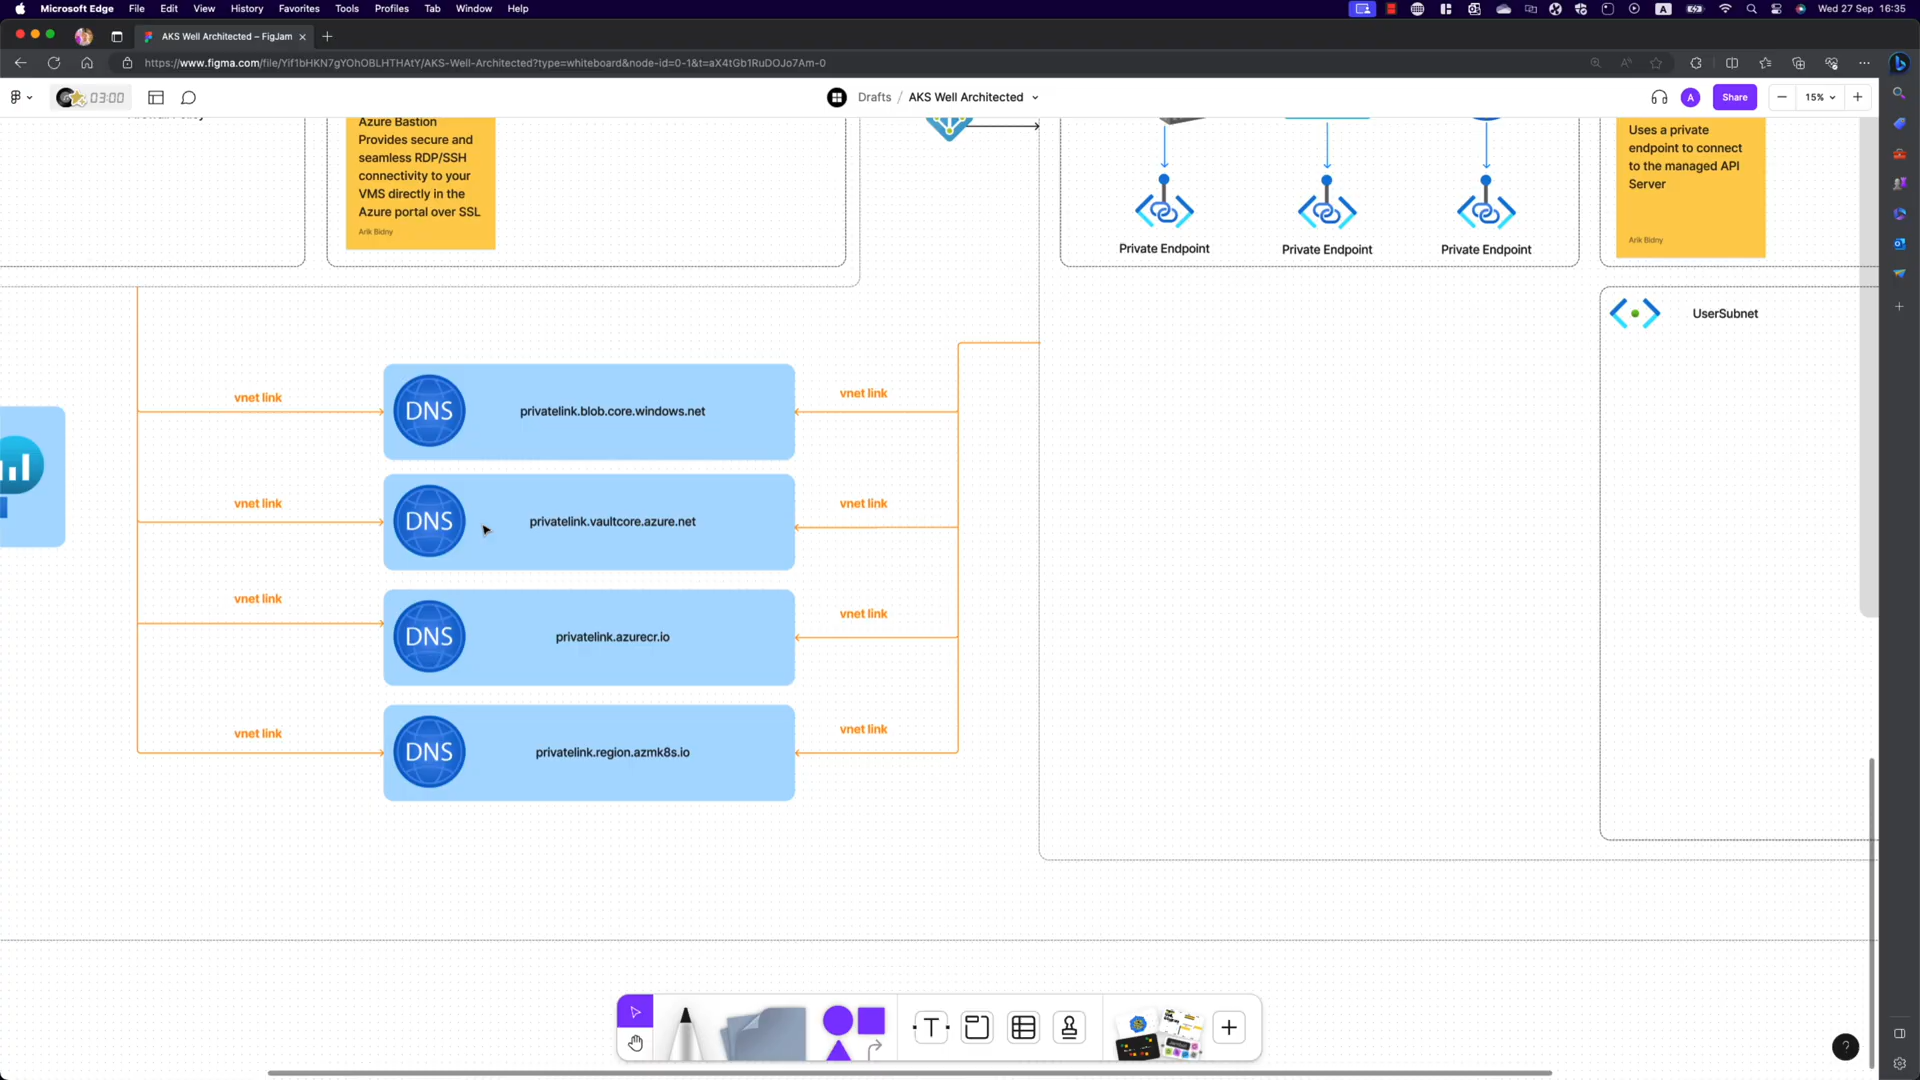 Microsoft Edge File Edit View History Favorites Tools Profiles Tab Window Help
A
Wed 27 Sep 16:35
AKS Well Architected – FigJam
https://www.figma.com/file/Yif1bHKN7gYOhOBLHTHAtY/AKS-Well-Architected?type=whiteboard&node-id=0-1&t=aX4tGb1RuDOJo7Am-0
03:00
Drafts / AKS Well Architected
A
Share
15%
Azure Bastion
Provides secure and
seamless RDP/SSH
connectivity to your
VMS directly in the
Azure portal over SSL
Arik Bidny
Private Endpoint
Private Endpoint
Private Endpoint
Uses a private
endpoint to connect
to the managed API
Server
Arik Bidny
UserSubnet
vnet link
DNS
privatelink.blob.core.windows.net
vnet link
vnet link
DNS
privatelink.vaultcore.azure.net
vnet link
vnet link
DNS
privatelink.azurecr.io
vnet link
vnet link
DNS
privatelink.region.azmk8s.io
vnet link
T
?